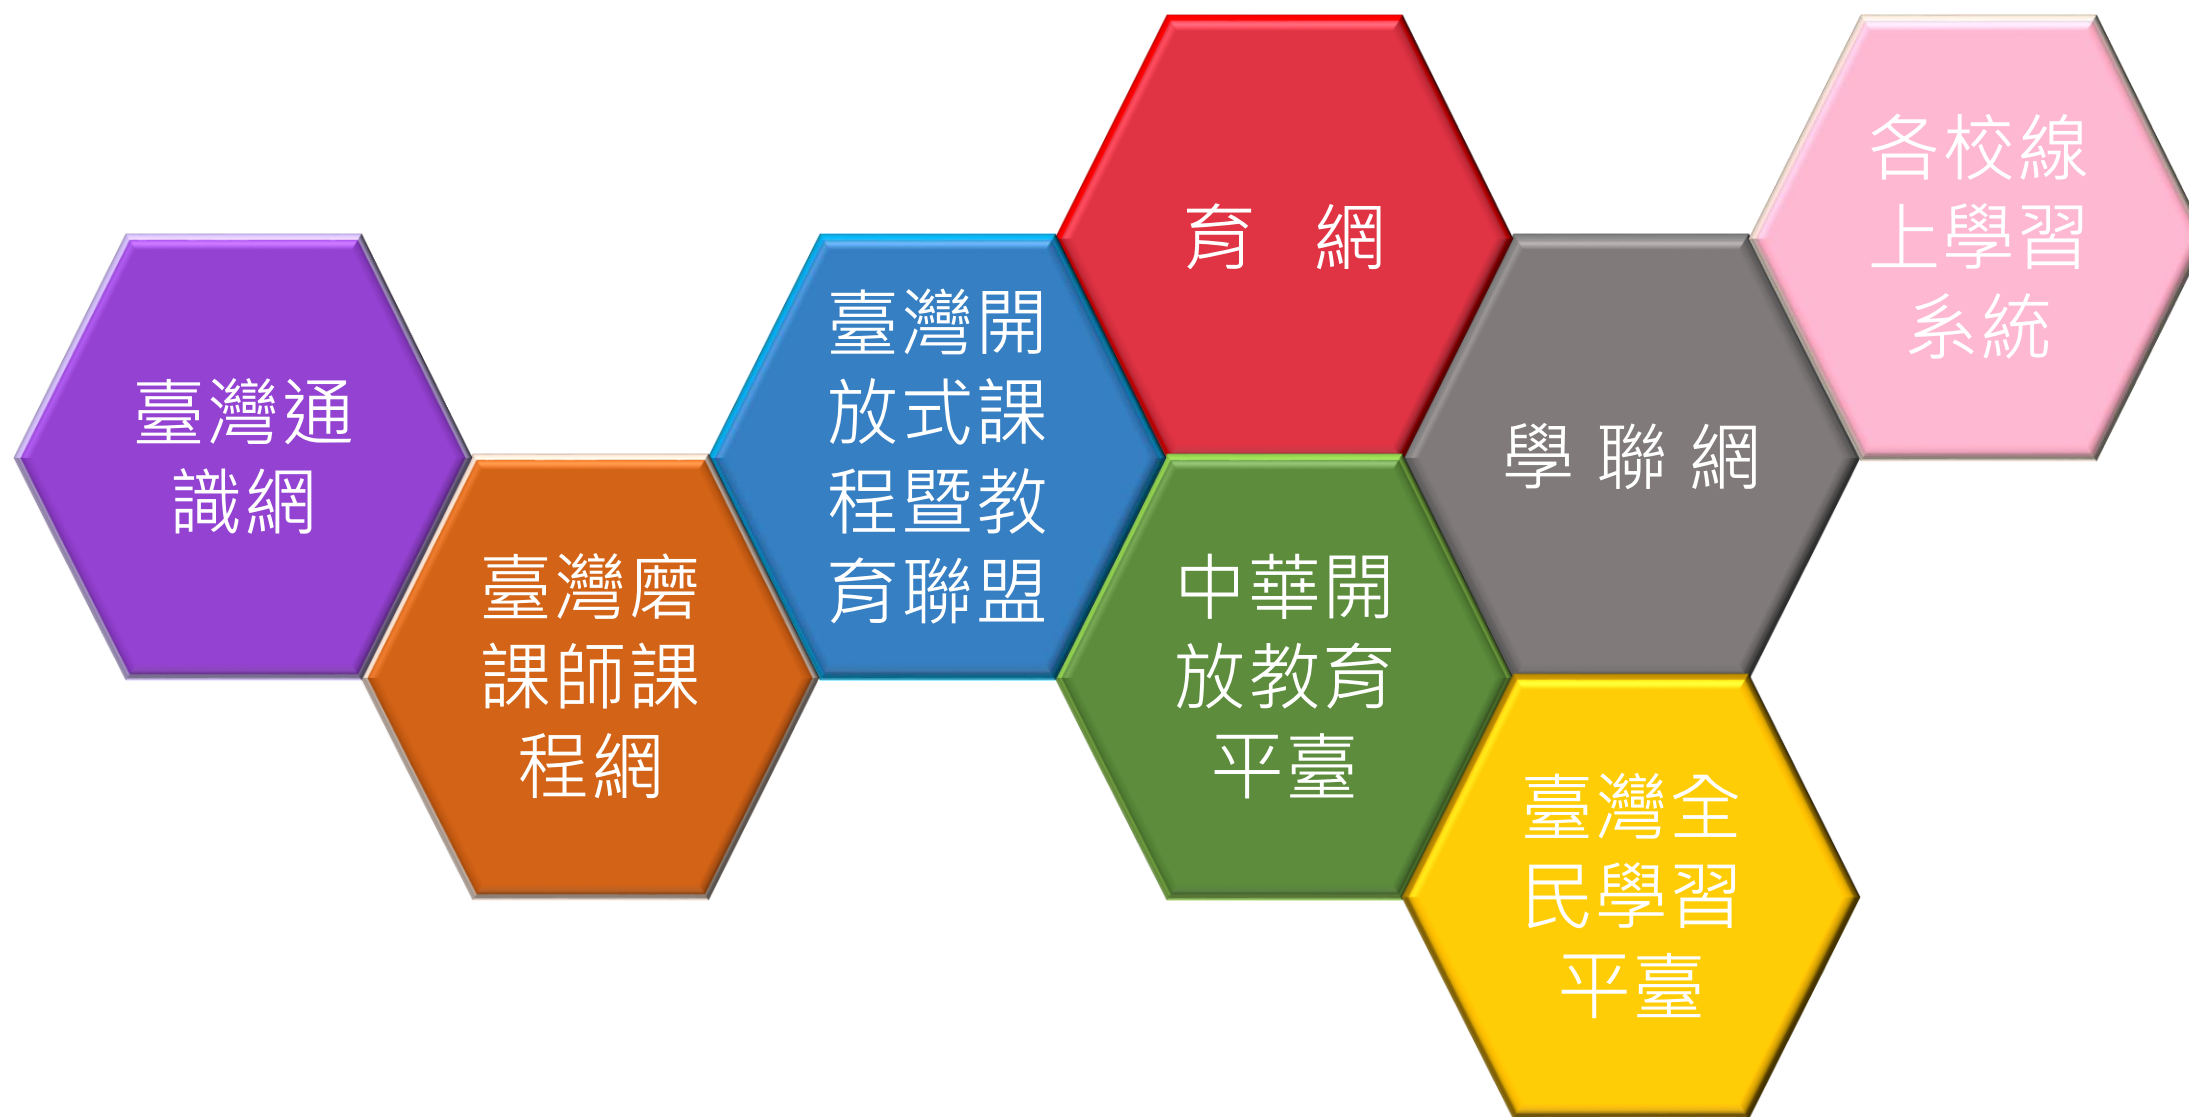 臺灣通
識網
臺灣磨
課師課
程網
臺灣開
放式課
程暨教
育聯盟
育 網
中華開
放教育
平臺
學 聯 網
臺灣全
民學習
平臺
各校線
上學習
系統